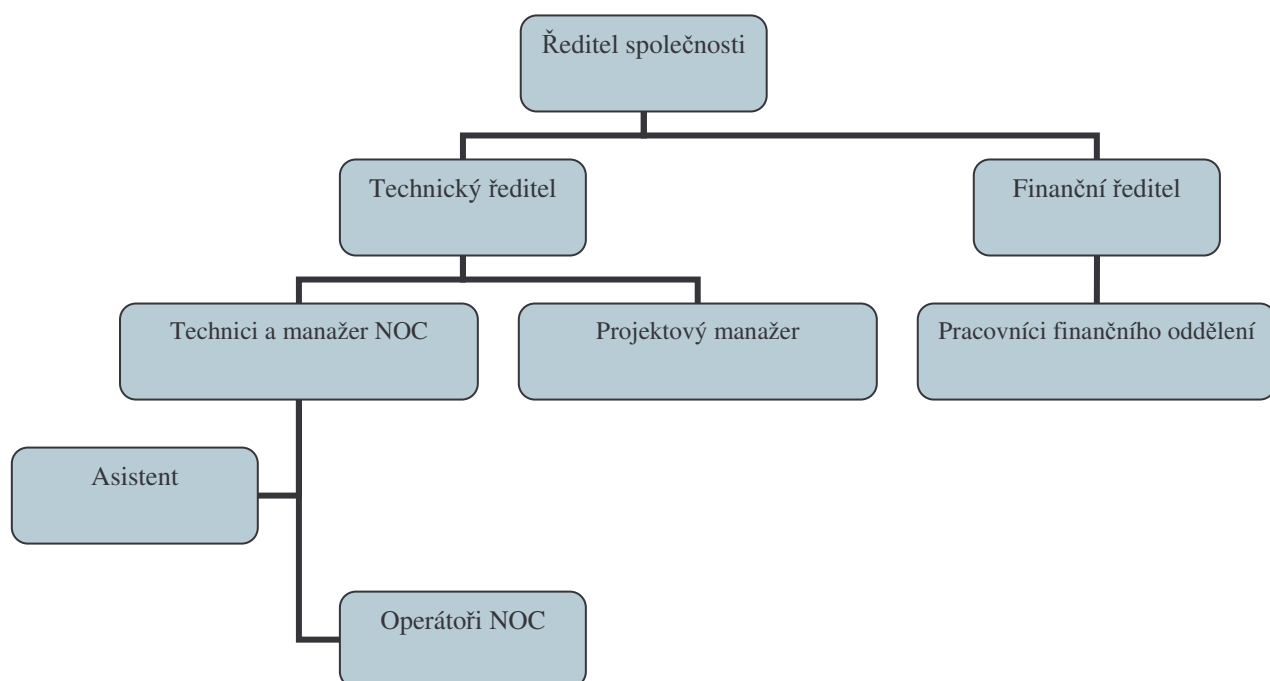 Ředitel společnosti
Technický ředitel
Finanční ředitel
Technici a manažer NOC
Projektový manažer
Pracovníci finančního oddělení
Asistent
Operátoři NOC